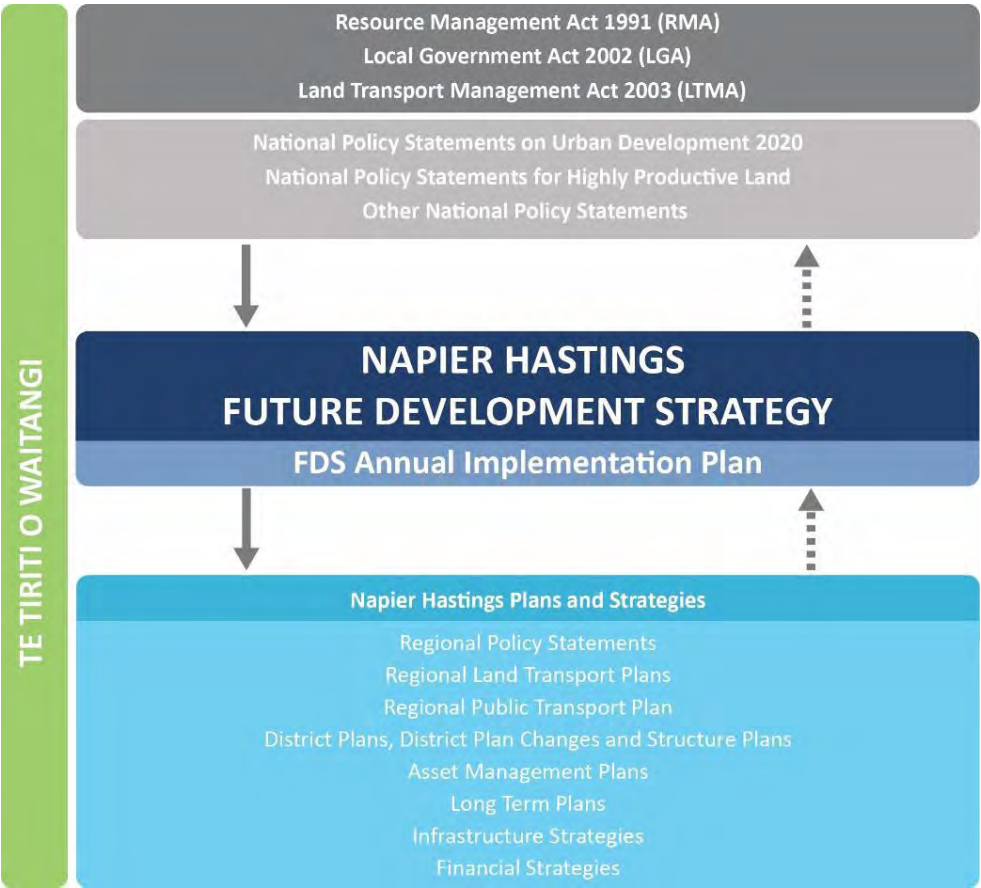 TE TIRITI O WAITANGI
Resource Management Act 1991 (RMA)
Local Government Act 2002 (LGA)
Land Transport Management Act 2003 (LTMA)
National Policy Statements on Urban Development 2020
National Policy Statements for Highly Productive Land
Other National Policy Statements
NAPIER HASTINGS
FUTURE DEVELOPMENT STRATEGY
FDS Annual Implementation Plan
Napier Hastings Plans and Strategies
Regional Policy Statements
Regional Land Transport Plans
Regional Public Transport Plan
District Plans, District Plan Changes and Structure Plans
Asset Management Plans
Long Term Plans
Infrastructure Strategies
Financial Strategies